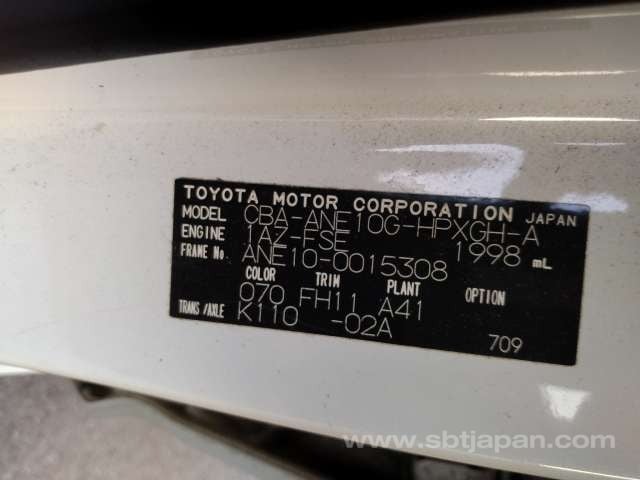 TOYOTA MOTOR CORPORATION JAPAN
MODEL CBA-ANE10G-HPXGH-A
ENGINE 1AZ-FSE 1998 mL
FRAME No ANE10-0015308
COLOR TRIM PLANT OPTION
070 FH11 A41
TRANS/AXLE K110 -02A 709
www.sbtjapan.com